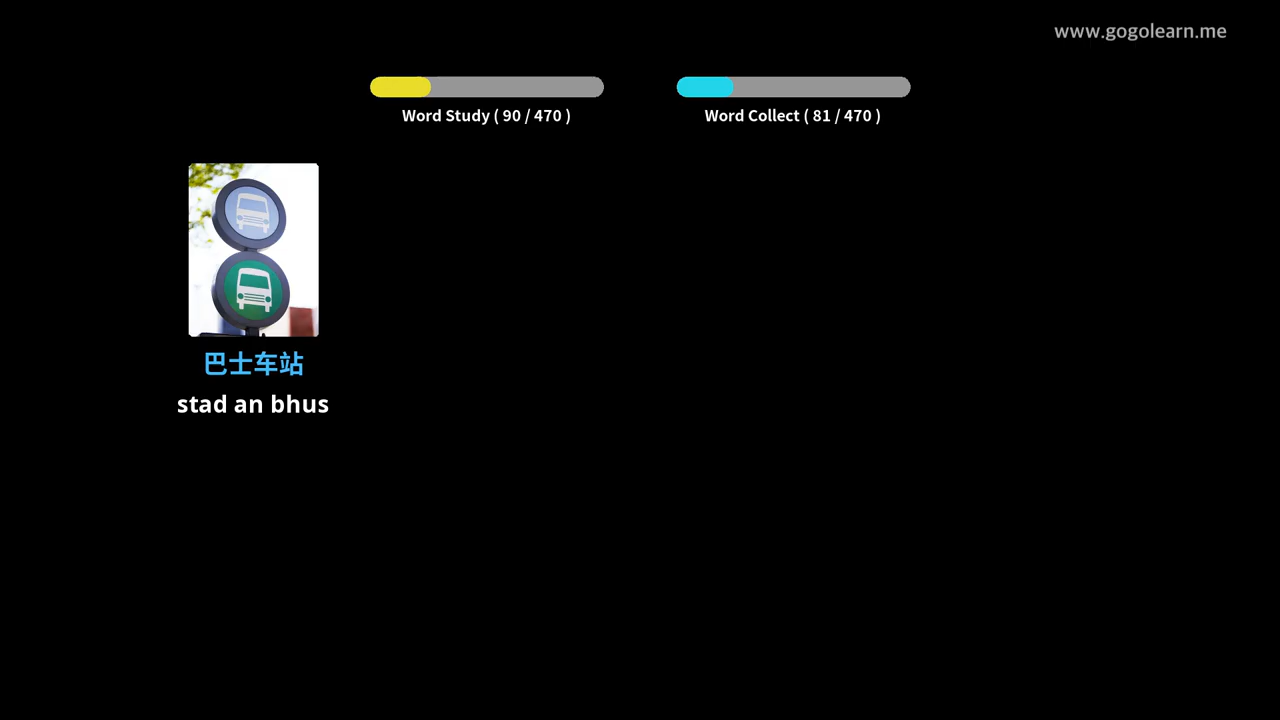 www.gogolearn.me
Word Study ( 90 / 470 )
Word Collect ( 81 / 470 )
巴士车站
stad an bhus